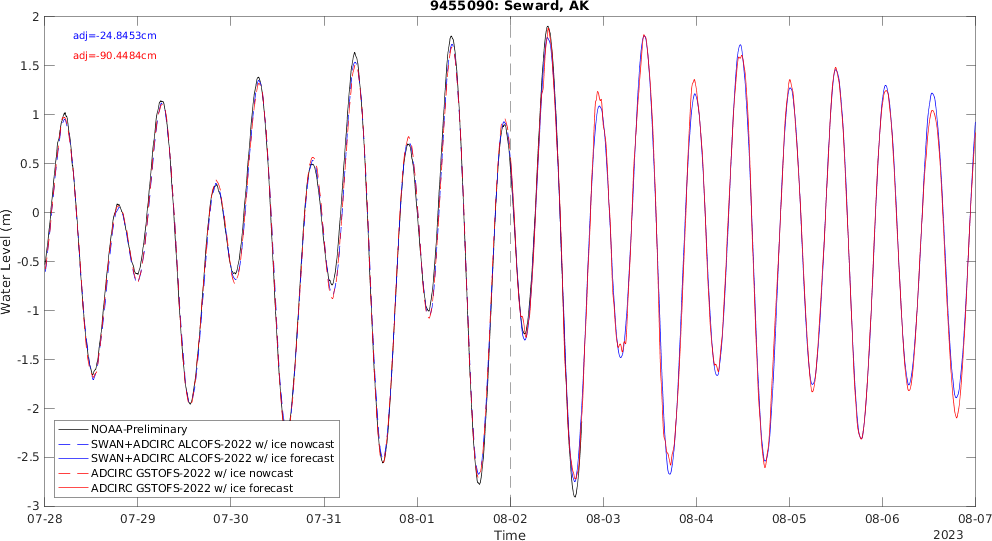 9455090: Seward, AK
adj=-24.8453cm
adj=-90.4484cm
2
1.5
1
0.5
0
-0.5
-1
-1.5
-2
-2.5
-3
Water Level (m)
NOAA-Preliminary
SWAN+ADCIRC ALCOFS-2022 w/ ice nowcast
SWAN+ADCIRC ALCOFS-2022 w/ ice forecast
ADCIRC GSTOFS-2022 w/ ice nowcast
ADCIRC GSTOFS-2022 w/ ice forecast
07-28 07-29 07-30 07-31 08-01 08-02 08-03 08-04 08-05 08-06 08-07
Time
2023